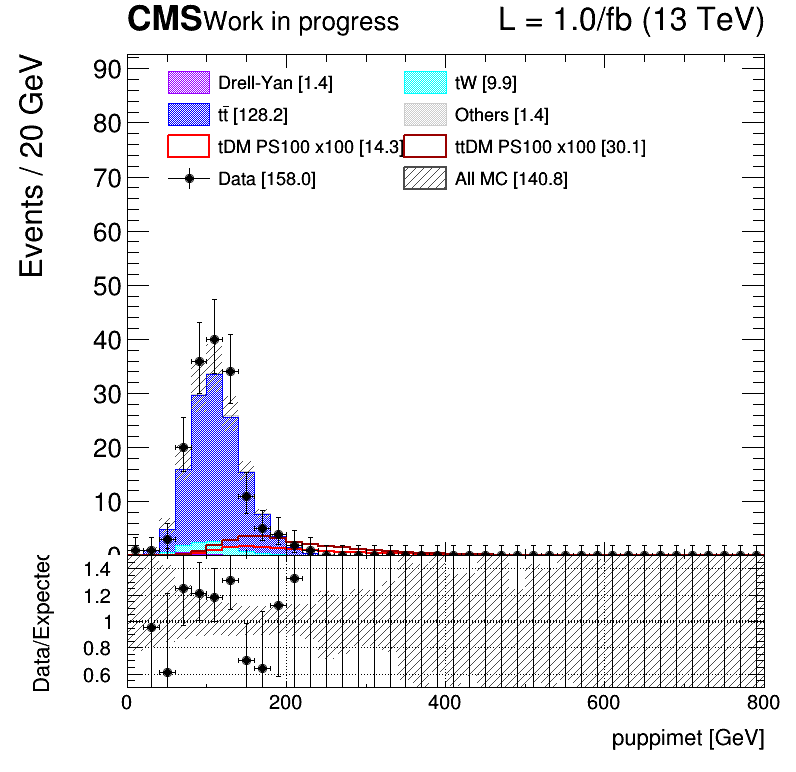 CMS Work in progress L = 1.0/fb (13 TeV)
Events / 20 GeV
90
80
70
60
50
40
30
20
10
0
Drell-Yan [1.4] tW [9.9]
tt̄ [128.2] Others [1.4]
tDM PS100 x100 [14.3] ttDM PS100 x100 [30.1]
Data [158.0] All MC [140.8]
Data/Expected
1.4
1.2
1
0.8
0.6
0 200 400 600 800
puppimet [GeV]